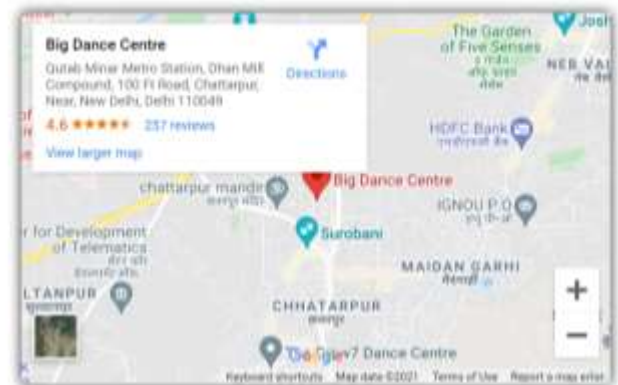 Big Dance Centre
Qutab Minar Metro Station, Dhan Mill
Compound, 100 Ft Road, Chattarpur,
Near, New Delhi, Delhi 110049
4.6
257 reviews
View larger map
Directions
The Garden
of Five Senses
Josh
NEB
HDFC Bank
Big Dance Centre
chattarpur mandir
IGNOU P.O
Surobani
r for Development
of Telematics
MAIDAN GARHI
LTANPUR
CHHATARPUR
Dance Centre
Keyboard shortcuts
Map data ©2021
Terms of Use
Report a map error
+
−